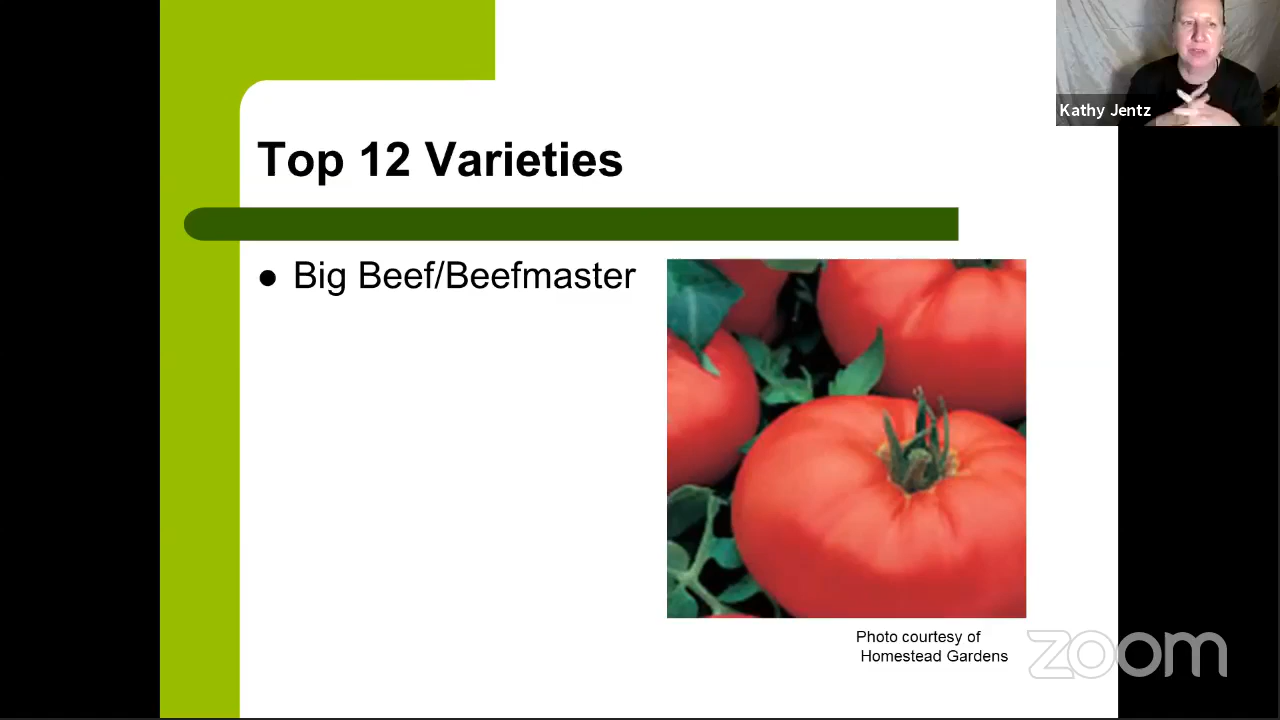 Kathy Jentz
Top 12 Varieties
Big Beef/Beefmaster
Photo courtesy of
Homestead Gardens
zoom